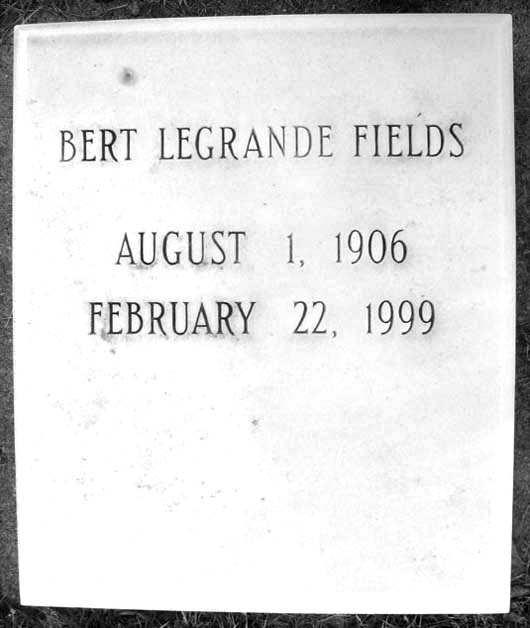 BERT LEGRANDE FIELDS
AUGUST 1, 1906
FEBRUARY 22, 1999